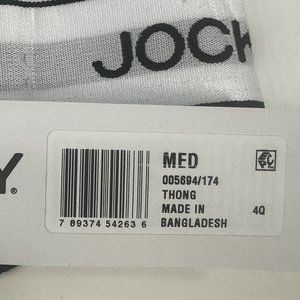 JOCK
Y®
MED
005694/174
THONG
MADE IN
BANGLADESH
4Q
7 89374 54263 6